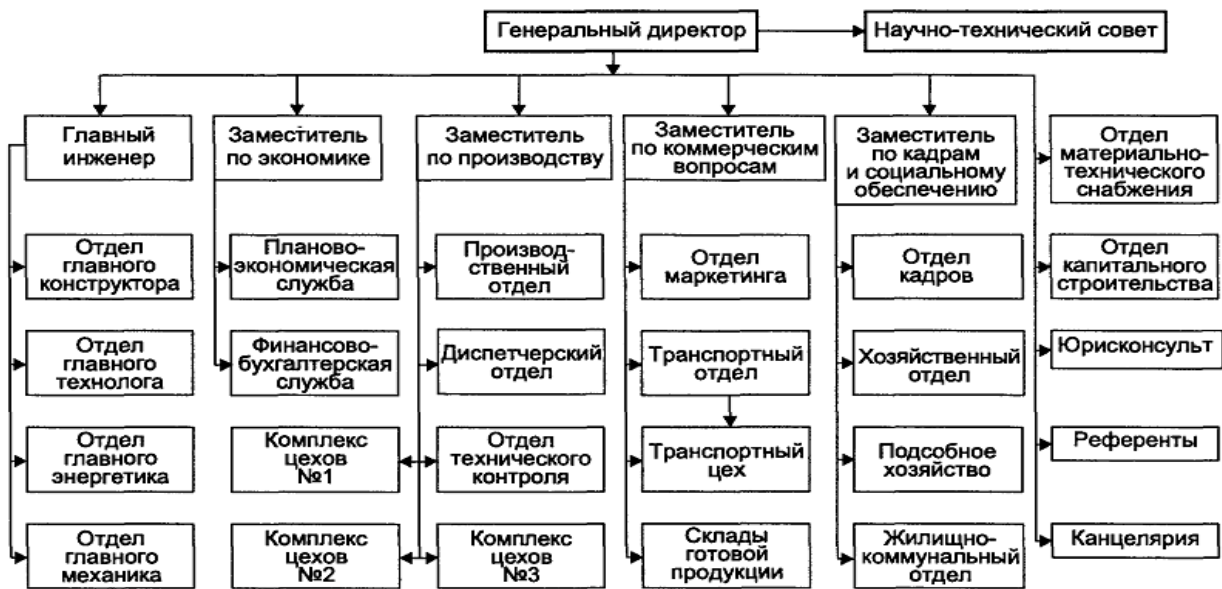 Генеральный директор
Научно-технический совет
Главный
инженер
Заместитель
по экономике
Заместитель
по производству
Заместитель
по коммерческим
вопросам
Заместитель
по кадрам
и социальному
обеспечению
Отдел
материально-
технического
снабжения
Отдел
главного
конструктора
Планово-
экономическая
служба
Производ-
ственный
отдел
Отдел
маркетинга
Отдел
кадров
Отдел
капитального
строительства
Отдел
главного
технолога
Финансово-
бухгалтерская
служба
Диспетчерский
отдел
Транспортный
отдел
Хозяйственный
отдел
Юрисконсульт
Отдел
главного
энергетика
Комплекс
цехов
№1
Отдел
технического
контроля
Транспортный
цех
Подсобное
хозяйство
Референты
Отдел
главного
механика
Комплекс
цехов
№2
Комплекс
цехов
№3
Склады
готовой
продукции
Жилищно-
коммунальный
отдел
Канцелярия